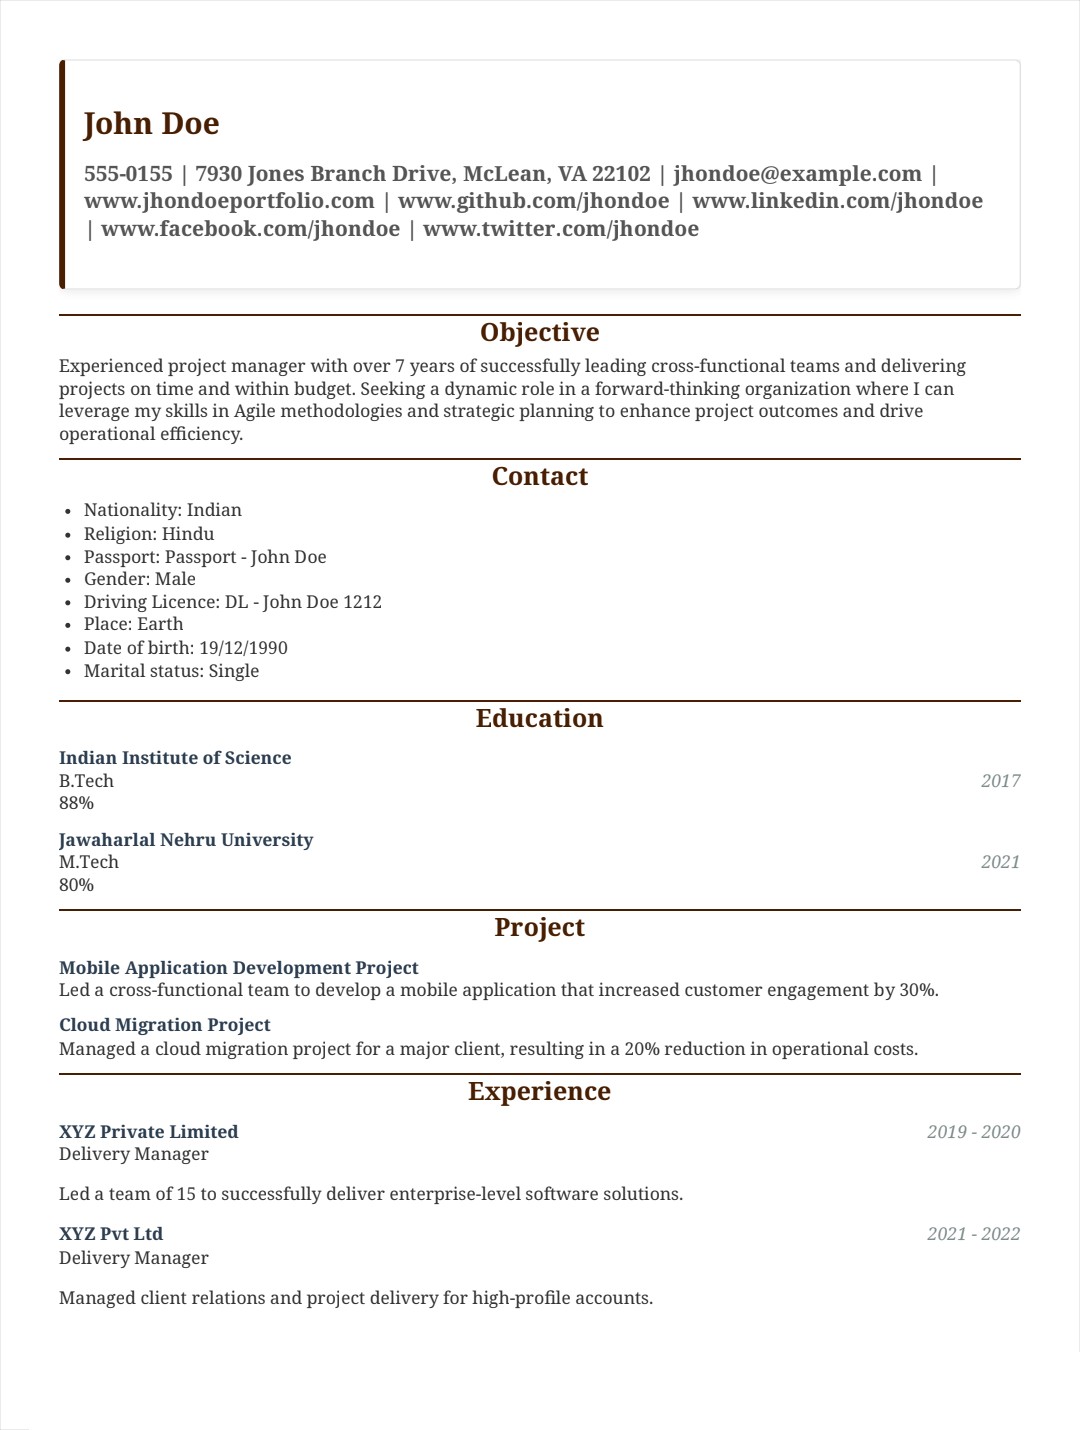 John Doe
555-0155 | 7930 Jones Branch Drive, McLean, VA 22102 | jhondoe@example.com |
www.jhondoeportfolio.com | www.github.com/jhondoe | www.linkedin.com/jhondoe
| www.facebook.com/jhondoe | www.twitter.com/jhondoe
Objective
Experienced project manager with over 7 years of successfully leading cross-functional teams and delivering
projects on time and within budget. Seeking a dynamic role in a forward-thinking organization where I can
leverage my skills in Agile methodologies and strategic planning to enhance project outcomes and drive
operational efficiency.
Contact
• Nationality: Indian
• Religion: Hindu
• Passport: Passport - John Doe
• Gender: Male
• Driving Licence: DL - John Doe 1212
• Place: Earth
• Date of birth: 19/12/1990
• Marital status: Single
Education
Indian Institute of Science
B.Tech 2017
88%
Jawaharlal Nehru University
M.Tech 2021
80%
Project
Mobile Application Development Project
Led a cross-functional team to develop a mobile application that increased customer engagement by 30%.
Cloud Migration Project
Managed a cloud migration project for a major client, resulting in a 20% reduction in operational costs.
Experience
XYZ Private Limited 2019 - 2020
Delivery Manager
Led a team of 15 to successfully deliver enterprise-level software solutions.
XYZ Pvt Ltd 2021 - 2022
Delivery Manager
Managed client relations and project delivery for high-profile accounts.